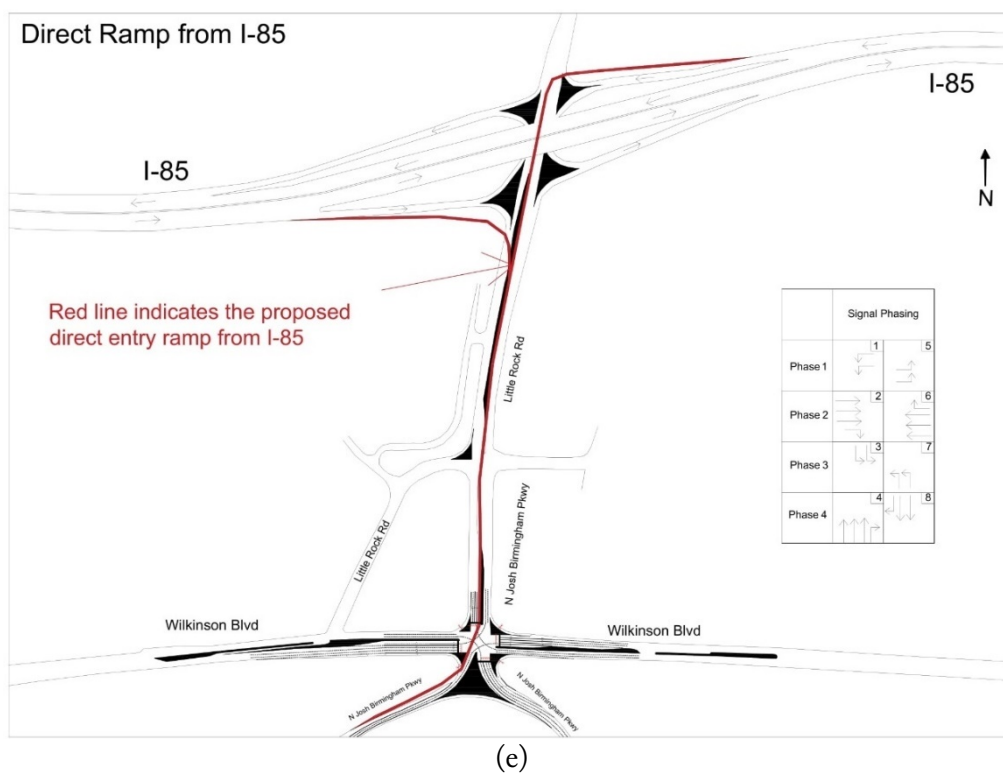 Direct Ramp from I-85
I-85
I-85
N
Red line indicates the proposed
direct entry ramp from I-85
Little Rock Rd
Signal Phasing
Phase 1
1
5
Phase 2
2
6
Phase 3
3
7
Phase 4
4
8
Little Rock Rd
N Josh Birmingham Pkwy
Wilkinson Blvd
Wilkinson Blvd
N Josh Birmingham Pkwy
N Josh Birmingham Pkwy
(e)